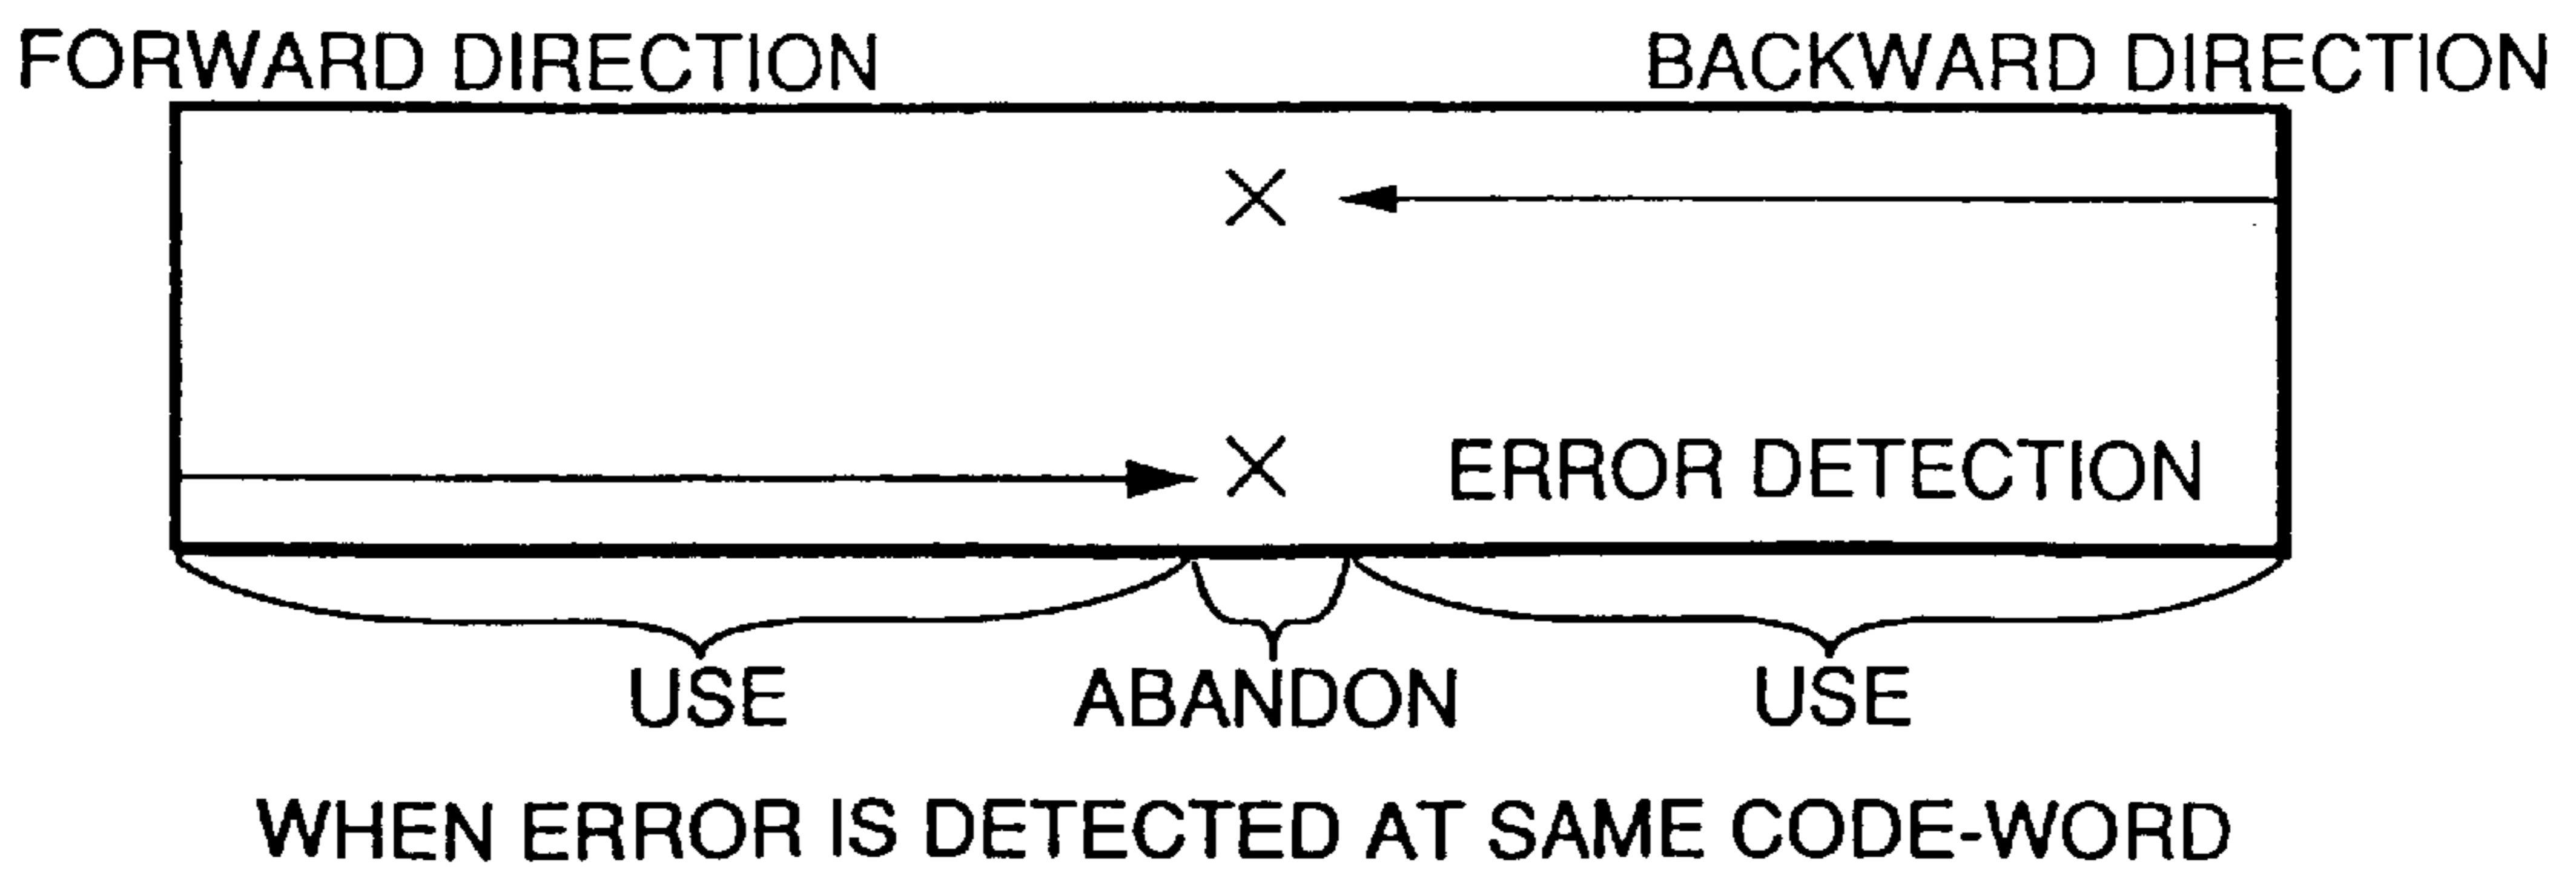 FORWARD DIRECTION BACKWARD DIRECTION
ERROR DETECTION
USE ABANDON USE
WHEN ERROR IS DETECTED AT SAME CODE-WORD